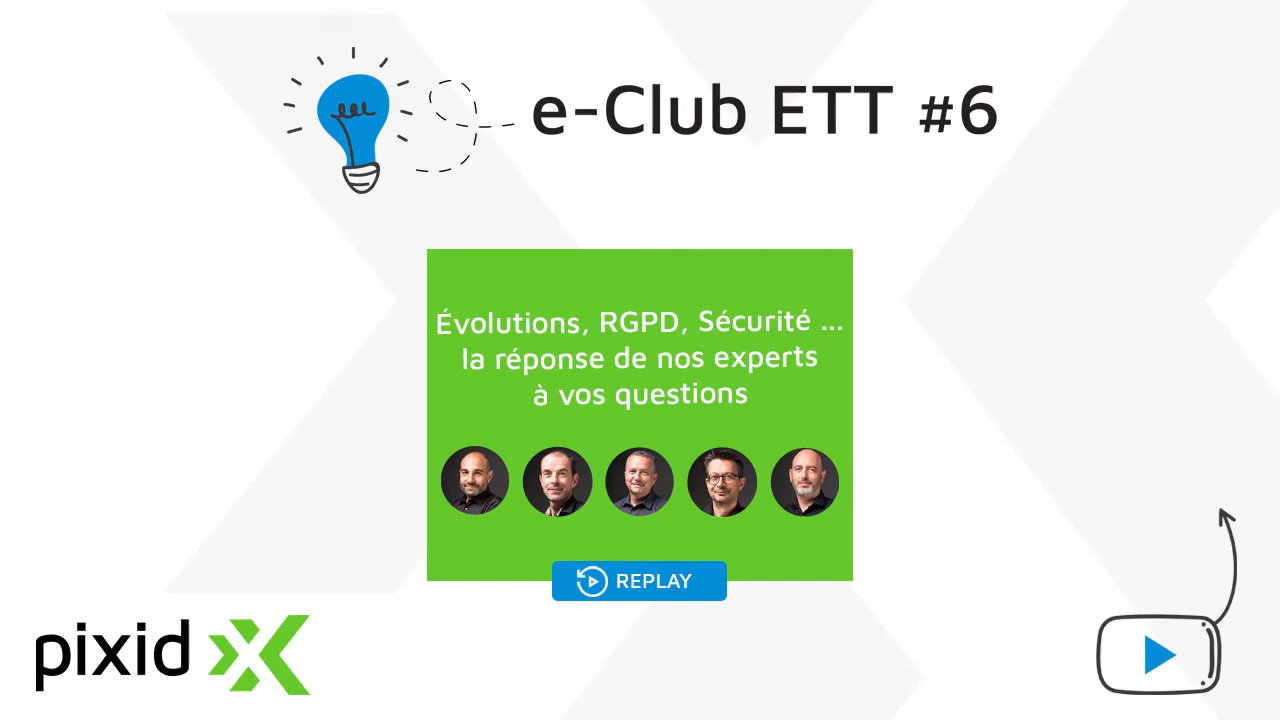 e-Club ETT #6
Évolutions, RGPD, Sécurité ...
la réponse de nos experts
à vos questions
REPLAY
pixid